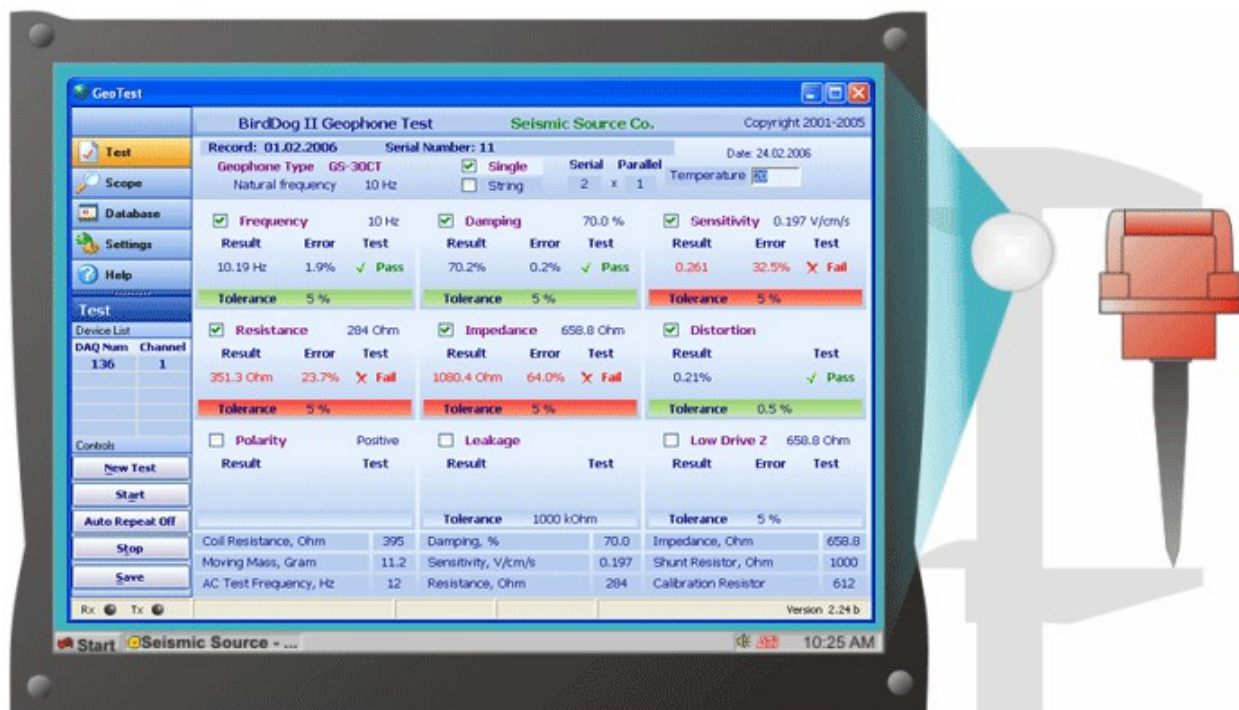 GeoTest
BirdDog II Geophone Test Seismic Source Co. Copyright 2001-2005
Test
Scope
Database
Settings
Help
Test
Device List
DAQ Num Channel
136 1
Controls
New Test
Start
Auto Repeat Off
Stop
Save
Rx Tx
Record: 01.02.2006 Serial Number: 11 Date: 24.02.2006
Geophone Type GS-30CT Single Serial Parallel Temperature 20
Natural frequency 10 Hz String 2 x 1
Frequency 10 Hz Damping 70.0 % Sensitivity 0.197 V/cm/s
Result Error Test Result Error Test Result Error Test
10.19 Hz 1.9% Pass 70.2% 0.2% Pass 0.261 32.5% Fail
Tolerance 5 % Tolerance 5 % Tolerance 5 %
Resistance 284 Ohm Impedance 658.8 Ohm Distortion
Result Error Test Result Error Test Result Test
351.3 Ohm 23.7% Fail 1080.4 Ohm 64.0% Fail 0.21% Pass
Tolerance 5 % Tolerance 5 % Tolerance 0.5 %
Polarity Positive Leakage Low Drive Z 658.8 Ohm
Result Test Result Test Result Error Test
Tolerance 1000 kOhm Tolerance 5 %
Coil Resistance, Ohm 395 Damping, % 70.0 Impedance, Ohm 658.8
Moving Mass, Gram 11.2 Sensitivity, V/cm/s 0.197 Shunt Resistor, Ohm 1000
AC Test Frequency, Hz 12 Resistance, Ohm 284 Calibration Resistor 612
Version 2.24 b
Start Seismic Source - ... 10:25 AM